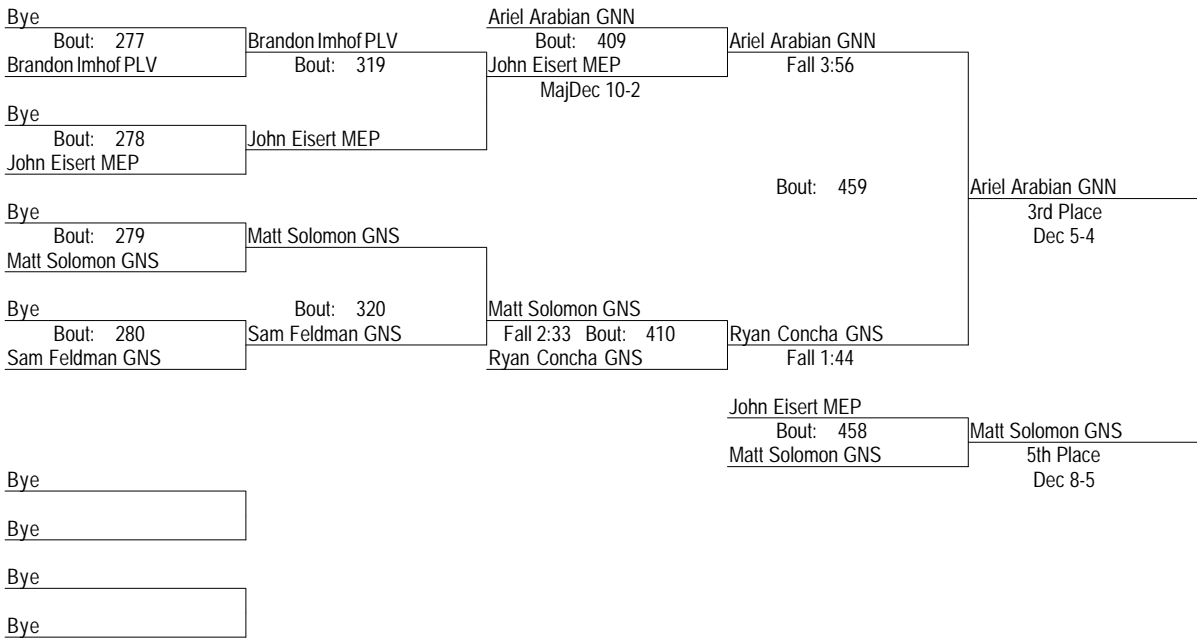 Bye
Bout: 277
Brandon Imhof PLV
Brandon Imhof PLV
Bout: 319
Bye
Bout: 278
John Eisert MEP
John Eisert MEP
Ariel Arabian GNN
Bout: 409
John Eisert MEP
MajDec 10-2
Ariel Arabian GNN
Fall 3:56
Bye
Bout: 279
Matt Solomon GNS
Matt Solomon GNS
Bout: 320
Bye
Bout: 280
Sam Feldman GNS
Sam Feldman GNS
Matt Solomon GNS
Fall 2:33 Bout: 410
Ryan Concha GNS
Ryan Concha GNS
Fall 1:44
Bout: 459
Ariel Arabian GNN
3rd Place
Dec 5-4
John Eisert MEP
Bout: 458
Matt Solomon GNS
Matt Solomon GNS
5th Place
Dec 8-5
Bye
Bye
Bye
Bye